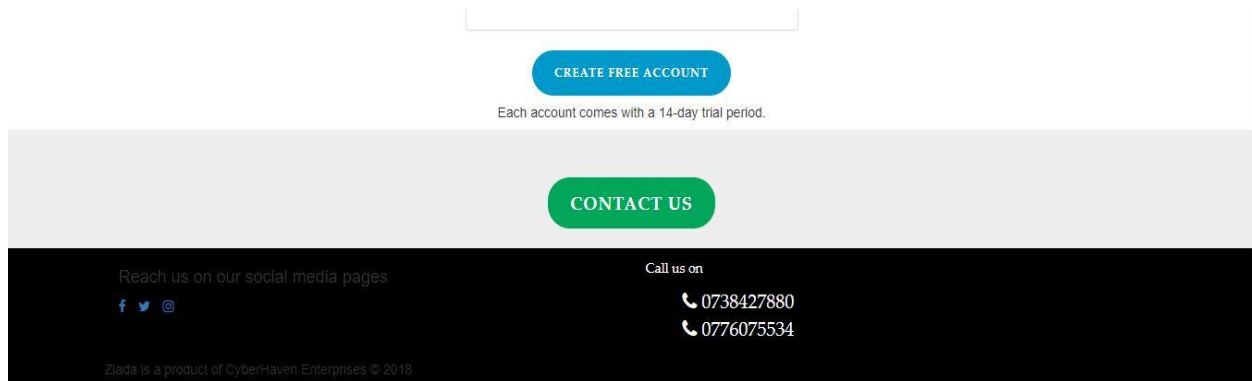 CREATE FREE ACCOUNT
Each account comes with a 14-day trial period.
CONTACT US
Reach us on our social media pages
Call us on
0738427880
0776075534
Ziada is a product of CyberHaven Enterprises © 2018